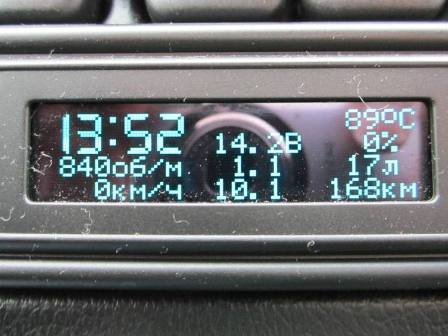 13:52 89°C
14.2В 0%
840об/м 1.1 17л
0км/ч 10.1 168км